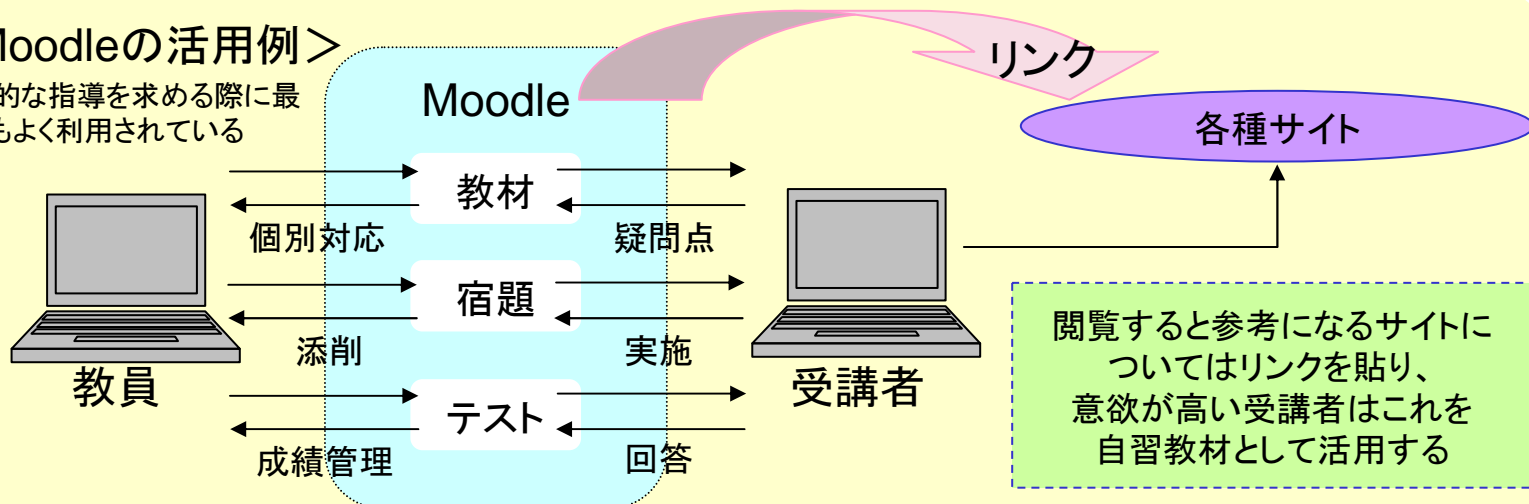 Moodleの活用例＞
的な指導を求める際に最
もよく利用されている
Moodle
リンク
各種サイト
教材
個別対応
疑問点
宿題
添削
実施
教員
受講者
テスト
成績管理
回答
閲覧すると参考になるサイトに
ついてはリンクを貼り、
意欲が高い受講者はこれを
自習教材として活用する